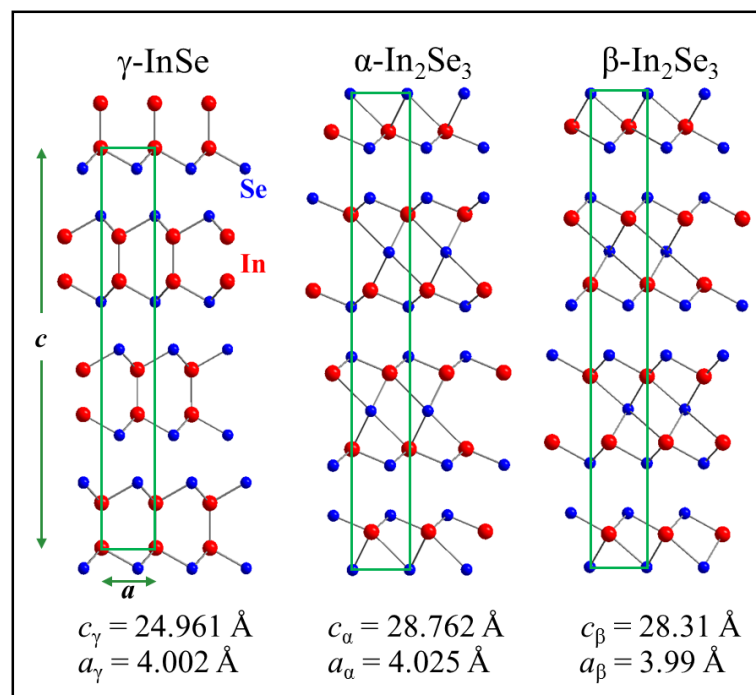 γ-InSe
α-In₂Se₃
β-In₂Se₃
Se
In
c
a
cγ = 24.961 Å
aγ = 4.002 Å
cα = 28.762 Å
aα = 4.025 Å
cβ = 28.31 Å
aβ = 3.99 Å